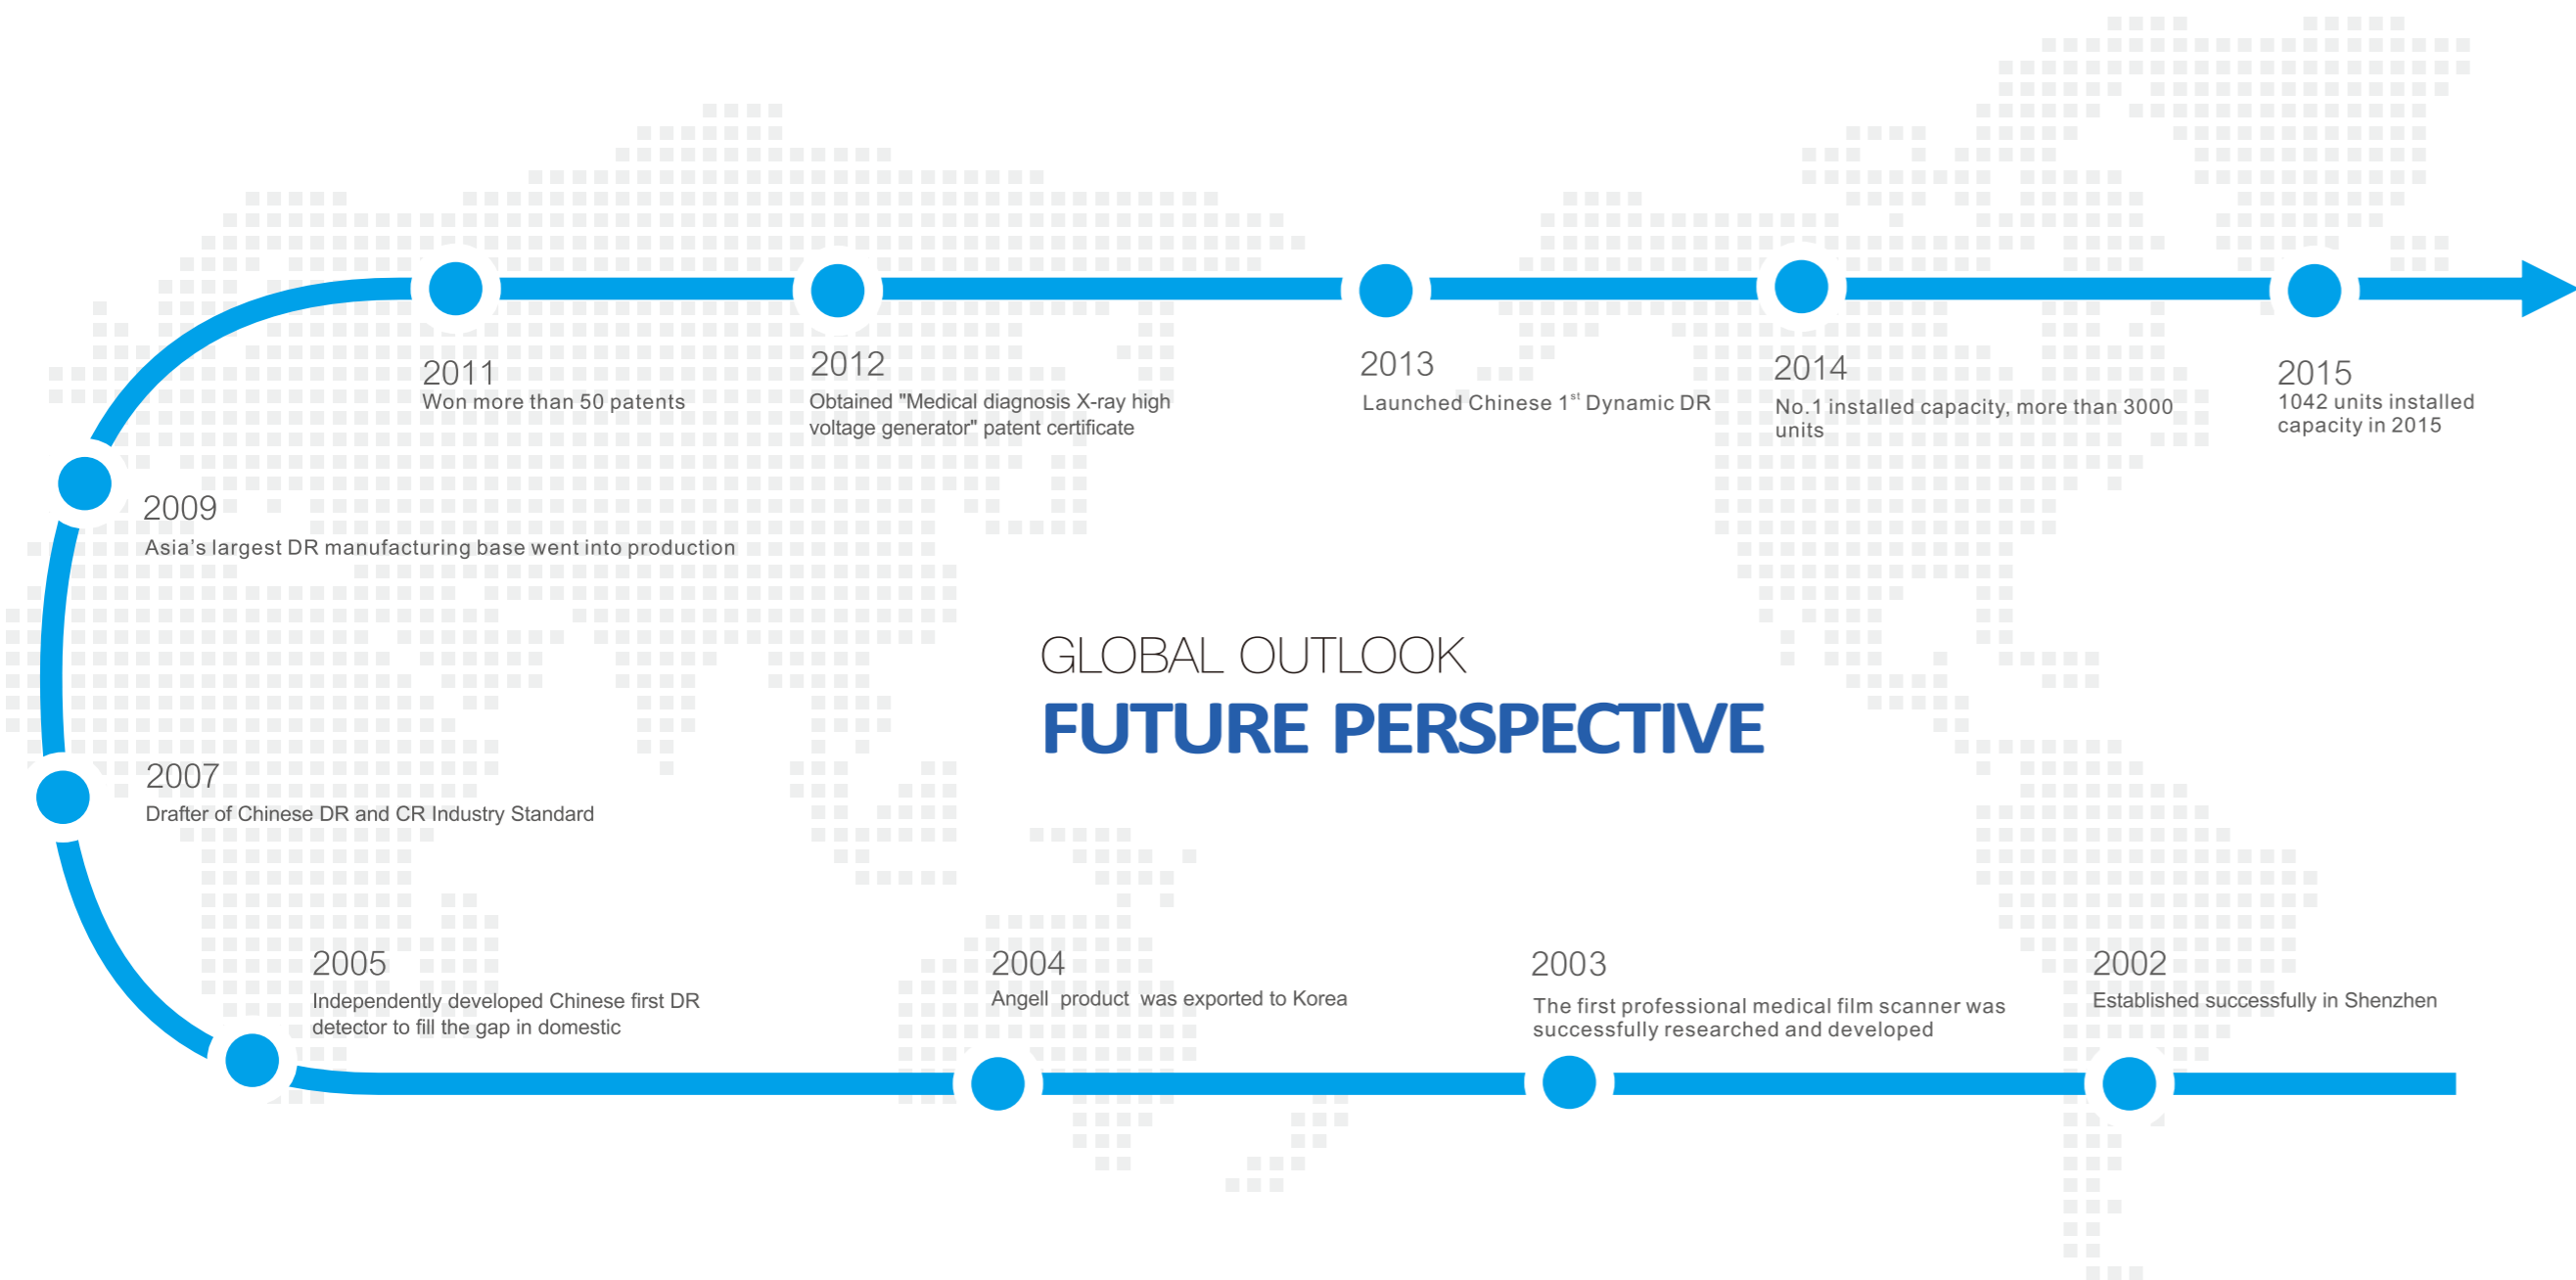 2011
Won more than 50 patents
2012
Obtained "Medical diagnosis X-ray high
voltage generator" patent certificate
2013
Launched Chinese 1st Dynamic DR
2014
No.1 installed capacity, more than 3000
units
2015
1042 units installed
capacity in 2015
2009
Asia's largest DR manufacturing base went into production
GLOBAL OUTLOOK
FUTURE PERSPECTIVE
2007
Drafter of Chinese DR and CR Industry Standard
2005
Independently developed Chinese first DR
detector to fill the gap in domestic
2004
Angell product was exported to Korea
2003
The first professional medical film scanner was
successfully researched and developed
2002
Established successfully in Shenzhen